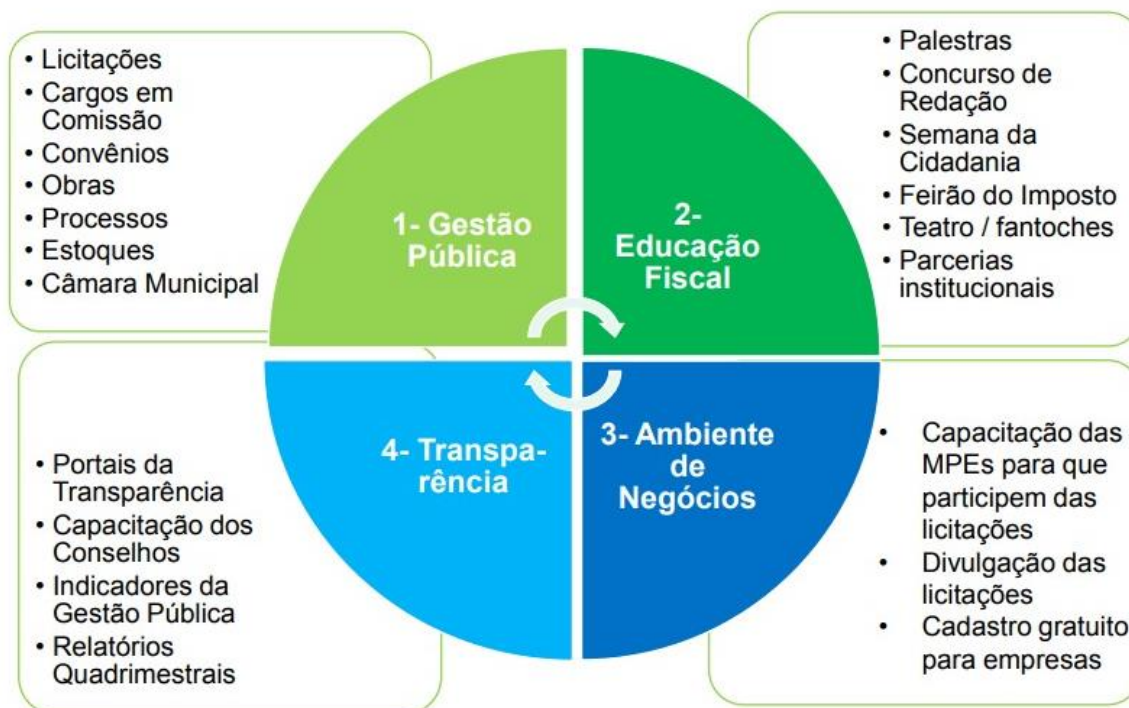 • Licitações
• Cargos em
Comissão
• Convênios
• Obras
• Processos
• Estoques
• Câmara Municipal
1- Gestão
Pública
2-
Educação
Fiscal
• Palestras
• Concurso de
Redação
• Semana da
Cidadania
• Feirão do Imposto
• Teatro / fantoches
• Parcerias
institucionais
• Portais da
Transparência
• Capacitação dos
Conselhos
• Indicadores da
Gestão Pública
• Relatórios
Quadrimestrais
4- Transpa-
rência
3- Ambiente
de
Negócios
• Capacitação das
MPEs para que
participem das
licitações
• Divulgação das
licitações
• Cadastro gratuito
para empresas